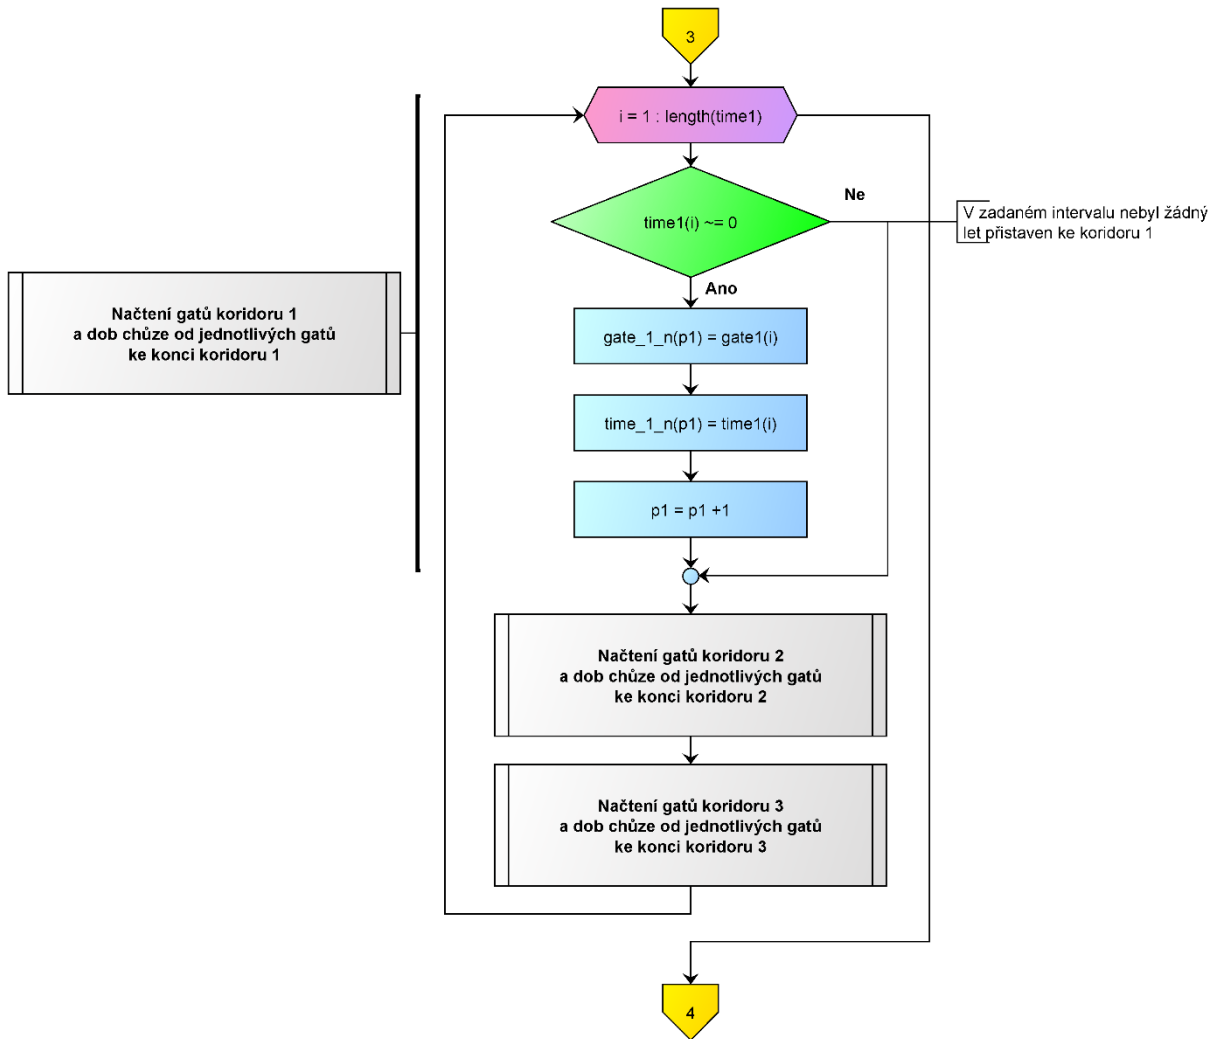 3
i = 1 : length(time1)
time1(i) ~= 0
Ne
V zadaném intervalu nebyl žádný
let přistaven ke koridoru 1
Ano
Načtení gatů koridoru 1
a dob chůze od jednotlivých gatů
ke konci koridoru 1
gate_1_n(p1) = gate1(i)
time_1_n(p1) = time1(i)
p1 = p1 +1
Načtení gatů koridoru 2
a dob chůze od jednotlivých gatů
ke konci koridoru 2
Načtení gatů koridoru 3
a dob chůze od jednotlivých gatů
ke konci koridoru 3
4